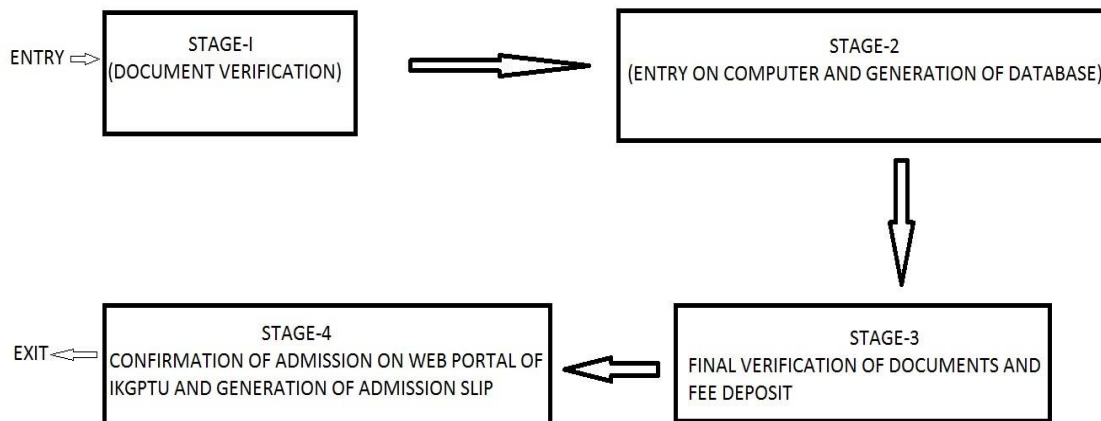 ENTRY
STAGE-I
(DOCUMENT VERIFICATION)
STAGE-2
(ENTRY ON COMPUTER AND GENERATION OF DATABASE)
STAGE-3
FINAL VERIFICATION OF DOCUMENTS AND
FEE DEPOSIT
STAGE-4
CONFIRMATION OF ADMISSION ON WEB PORTAL OF
IKGPTU AND GENERATION OF ADMISSION SLIP
EXIT